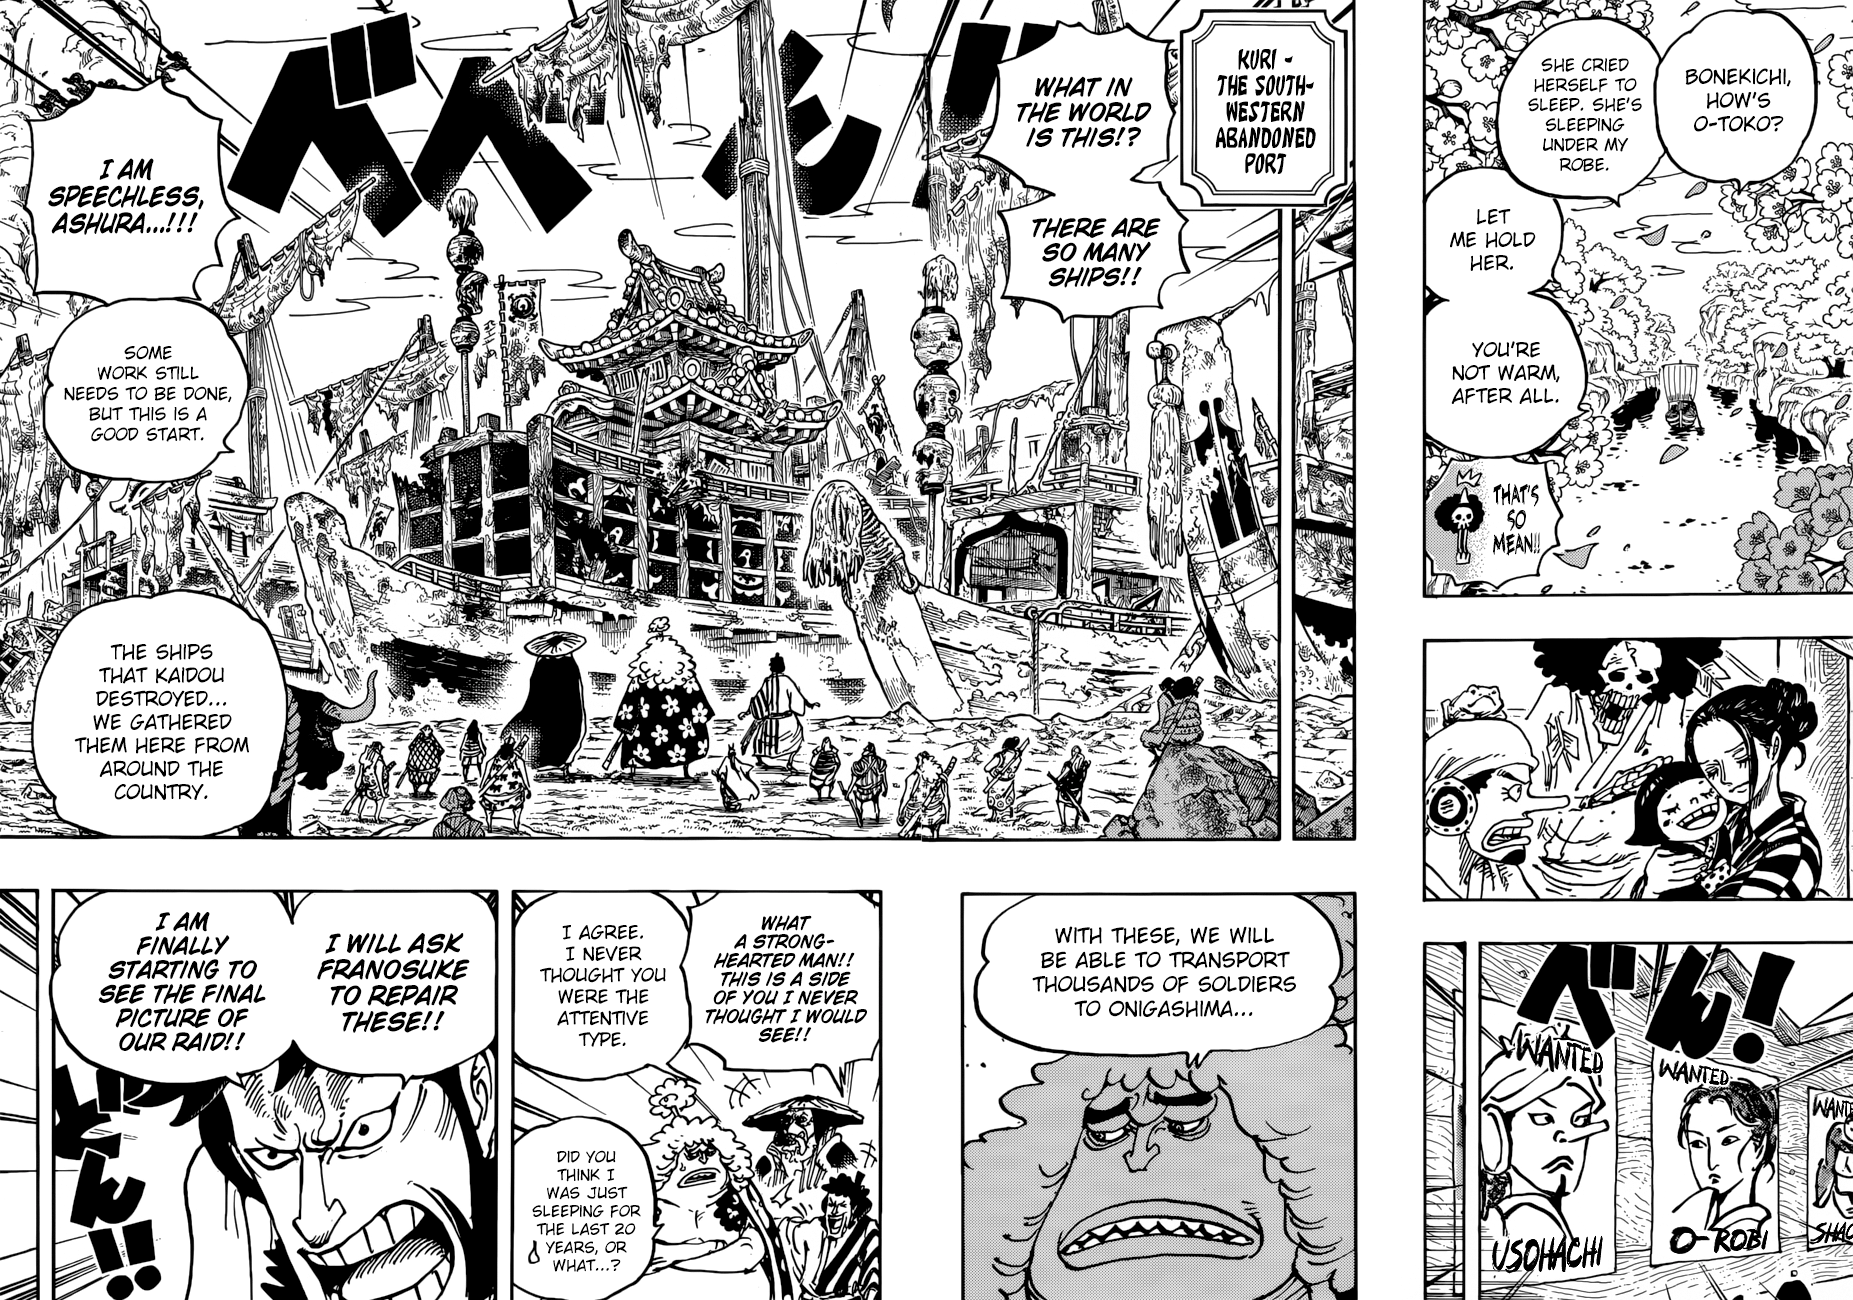 BONEKICHI,
HOW'S
O-TOKO?
SHE CRIED
HERSELF TO
SLEEP. SHE'S
SLEEPING
UNDER MY
ROBE.
LET
ME HOLD
HER.
YOU'RE
NOT WARM,
AFTER ALL.
THAT'S
SO
MEAN!!
べん!
WANTED
USOHACHI
WANTED
O-ROBI
WANTED
KURI -
THE SOUTH-
WESTERN
ABANDONED
PORT
WHAT IN
THE WORLD
IS THIS!?
THERE ARE
SO MANY
SHIPS!!
べべん!!
I AM
SPEECHLESS,
ASHURA...!!!
SOME
WORK STILL
NEEDS TO BE DONE,
BUT THIS IS A
GOOD START.
THE SHIPS
THAT KAIDOU
DESTROYED...
WE GATHERED
THEM HERE FROM
AROUND THE
COUNTRY.
WITH THESE, WE WILL
BE ABLE TO TRANSPORT
THOUSANDS OF SOLDIERS
TO ONIGASHIMA...
WHAT
A STRONG-
HEARTED MAN!!
THIS IS A SIDE
OF YOU I NEVER
THOUGHT I WOULD
SEE!!
I AGREE.
I NEVER
THOUGHT YOU
WERE THE
ATTENTIVE
TYPE.
DID YOU
THINK I
WAS JUST
SLEEPING FOR
THE LAST 20
YEARS, OR
WHAT...?
I WILL ASK
FRANOSUKE
TO REPAIR
THESE!!
I AM
FINALLY
STARTING TO
SEE THE FINAL
PICTURE OF
OUR RAID!!